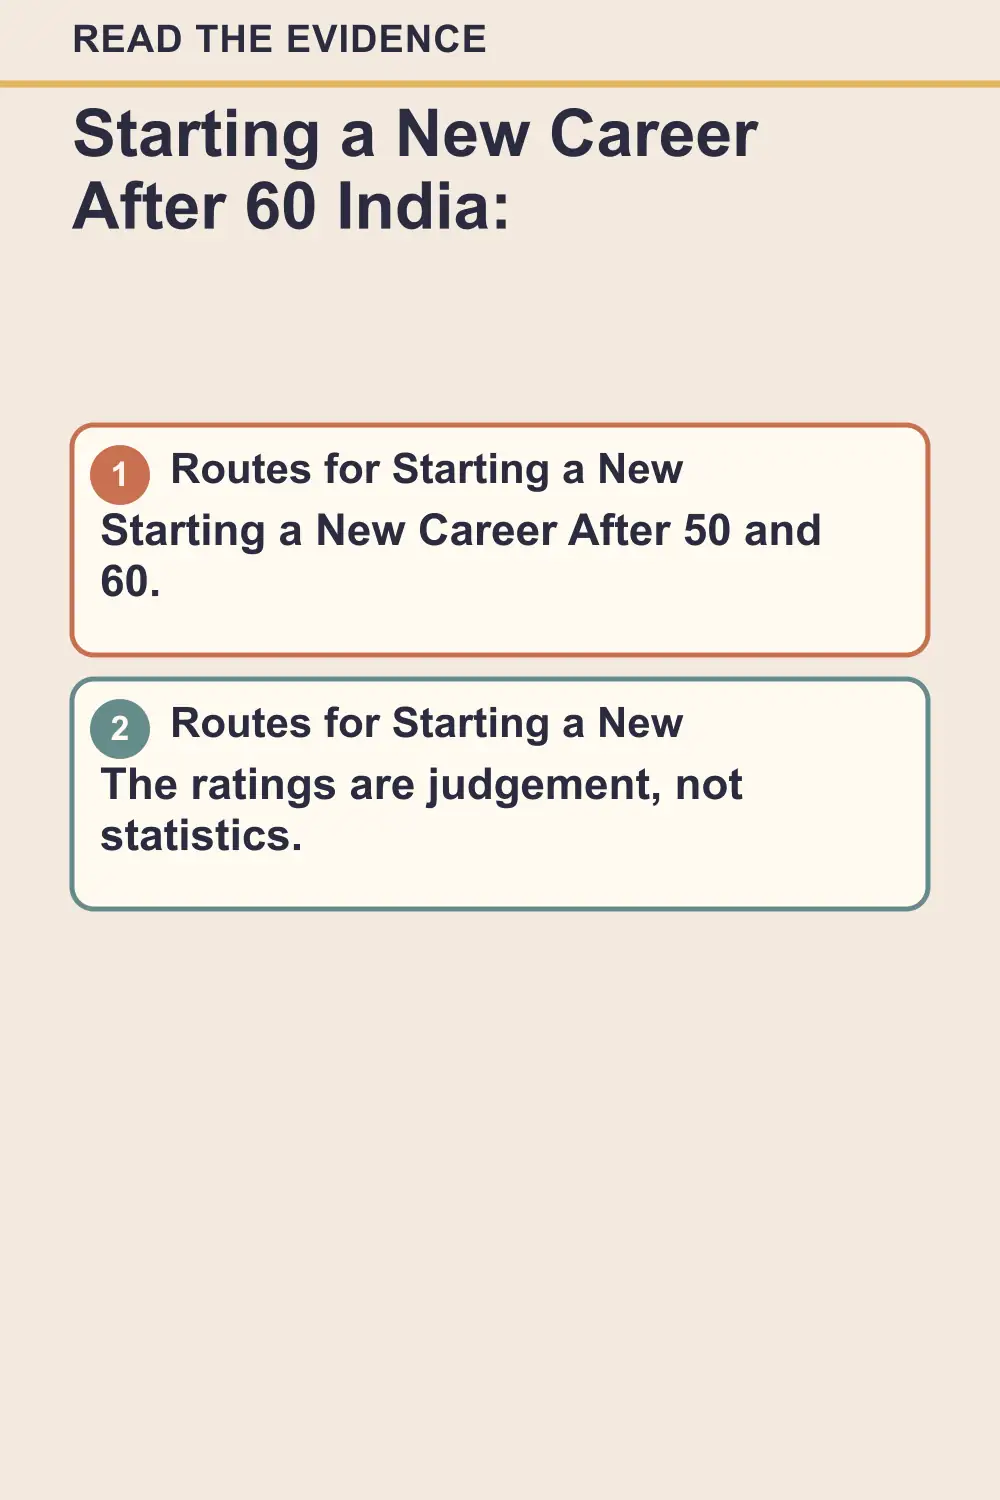 READ THE EVIDENCE
Starting a New Career
After 60 India:
1
Routes for Starting a New
Starting a New Career After 50 and
60.
2
Routes for Starting a New
The ratings are judgement, not
statistics.